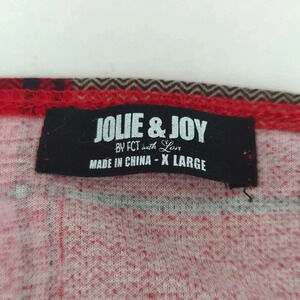 JOLIE & JOY
BY FCT with Love
MADE IN CHINA - X LARGE